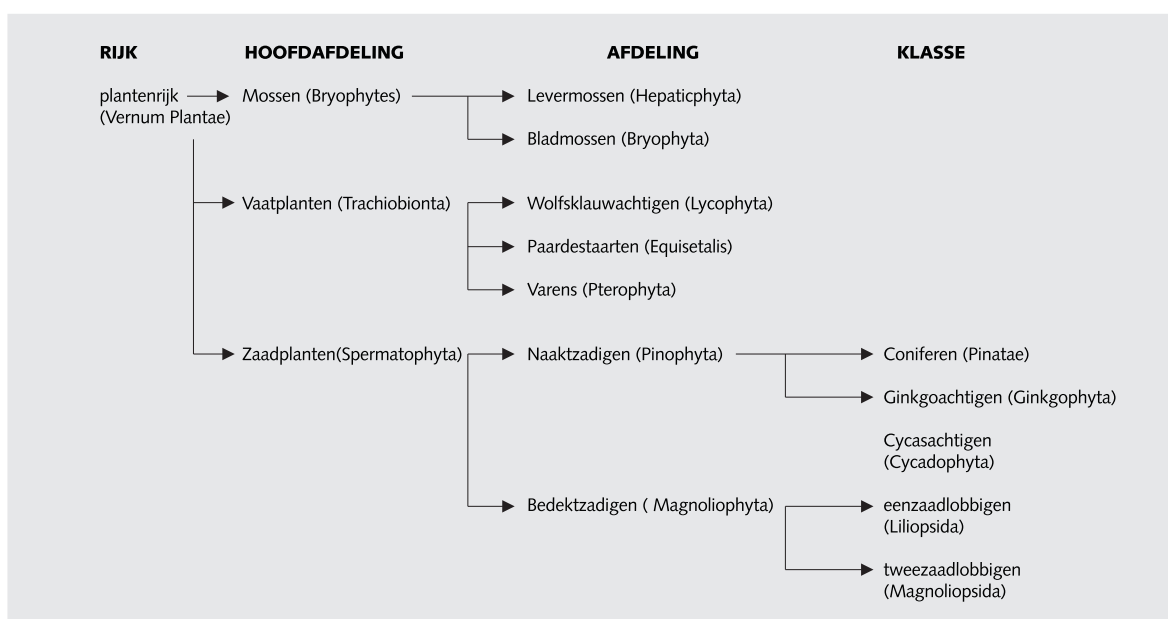 RIJK HOOFDAFDELING AFDELING KLASSE
plantenrijk Mossen (Bryophytes) Levermossen (Hepaticphyta)
(Vernum Plantae)
Bladmossen (Bryophyta)
Vaatplanten (Trachiobionta) Wolfsklauwachtigen (Lycophyta)
Paardestaarten (Equisetalis)
Varens (Pterophyta)
Zaadplanten(Spermatophyta) Naaktzadigen (Pinophyta) Coniferen (Pinatae)
Ginkgoachtigen (Ginkgophyta)
Cycasachtigen
(Cycadophyta)
Bedektzadigen ( Magnoliophyta) eenzaadlobbigen
(Liliopsida)
tweezaadlobbigen
(Magnoliopsida)